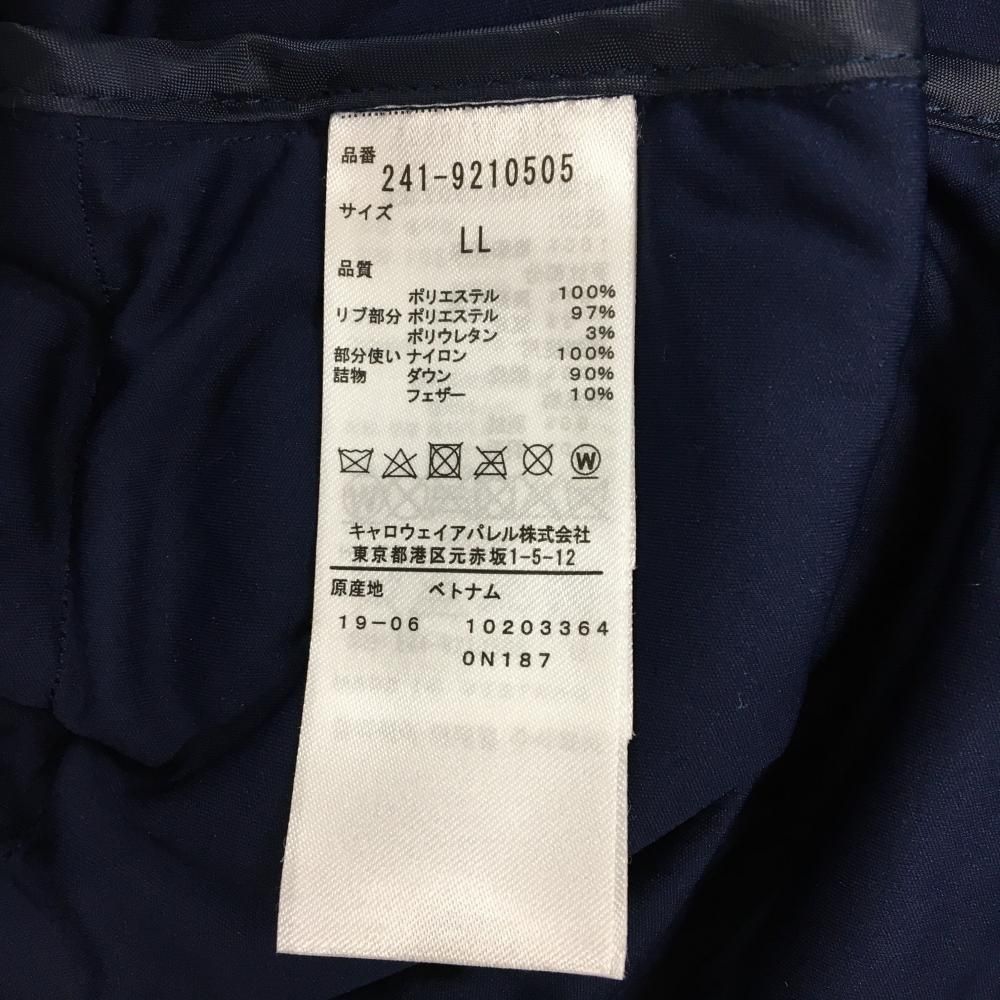 品番
241-9210505
サイズ
LL
品質
ポリエステル 100%
リブ部分 ポリエステル 97%
ポリウレタン 3%
部分使い ナイロン 100%
詰物 ダウン 90%
フェザー 10%
W
キャロウェイアパレル株式会社
東京都港区元赤坂1-5-12
原産地 ベトナム
19-06 10203364
0N187